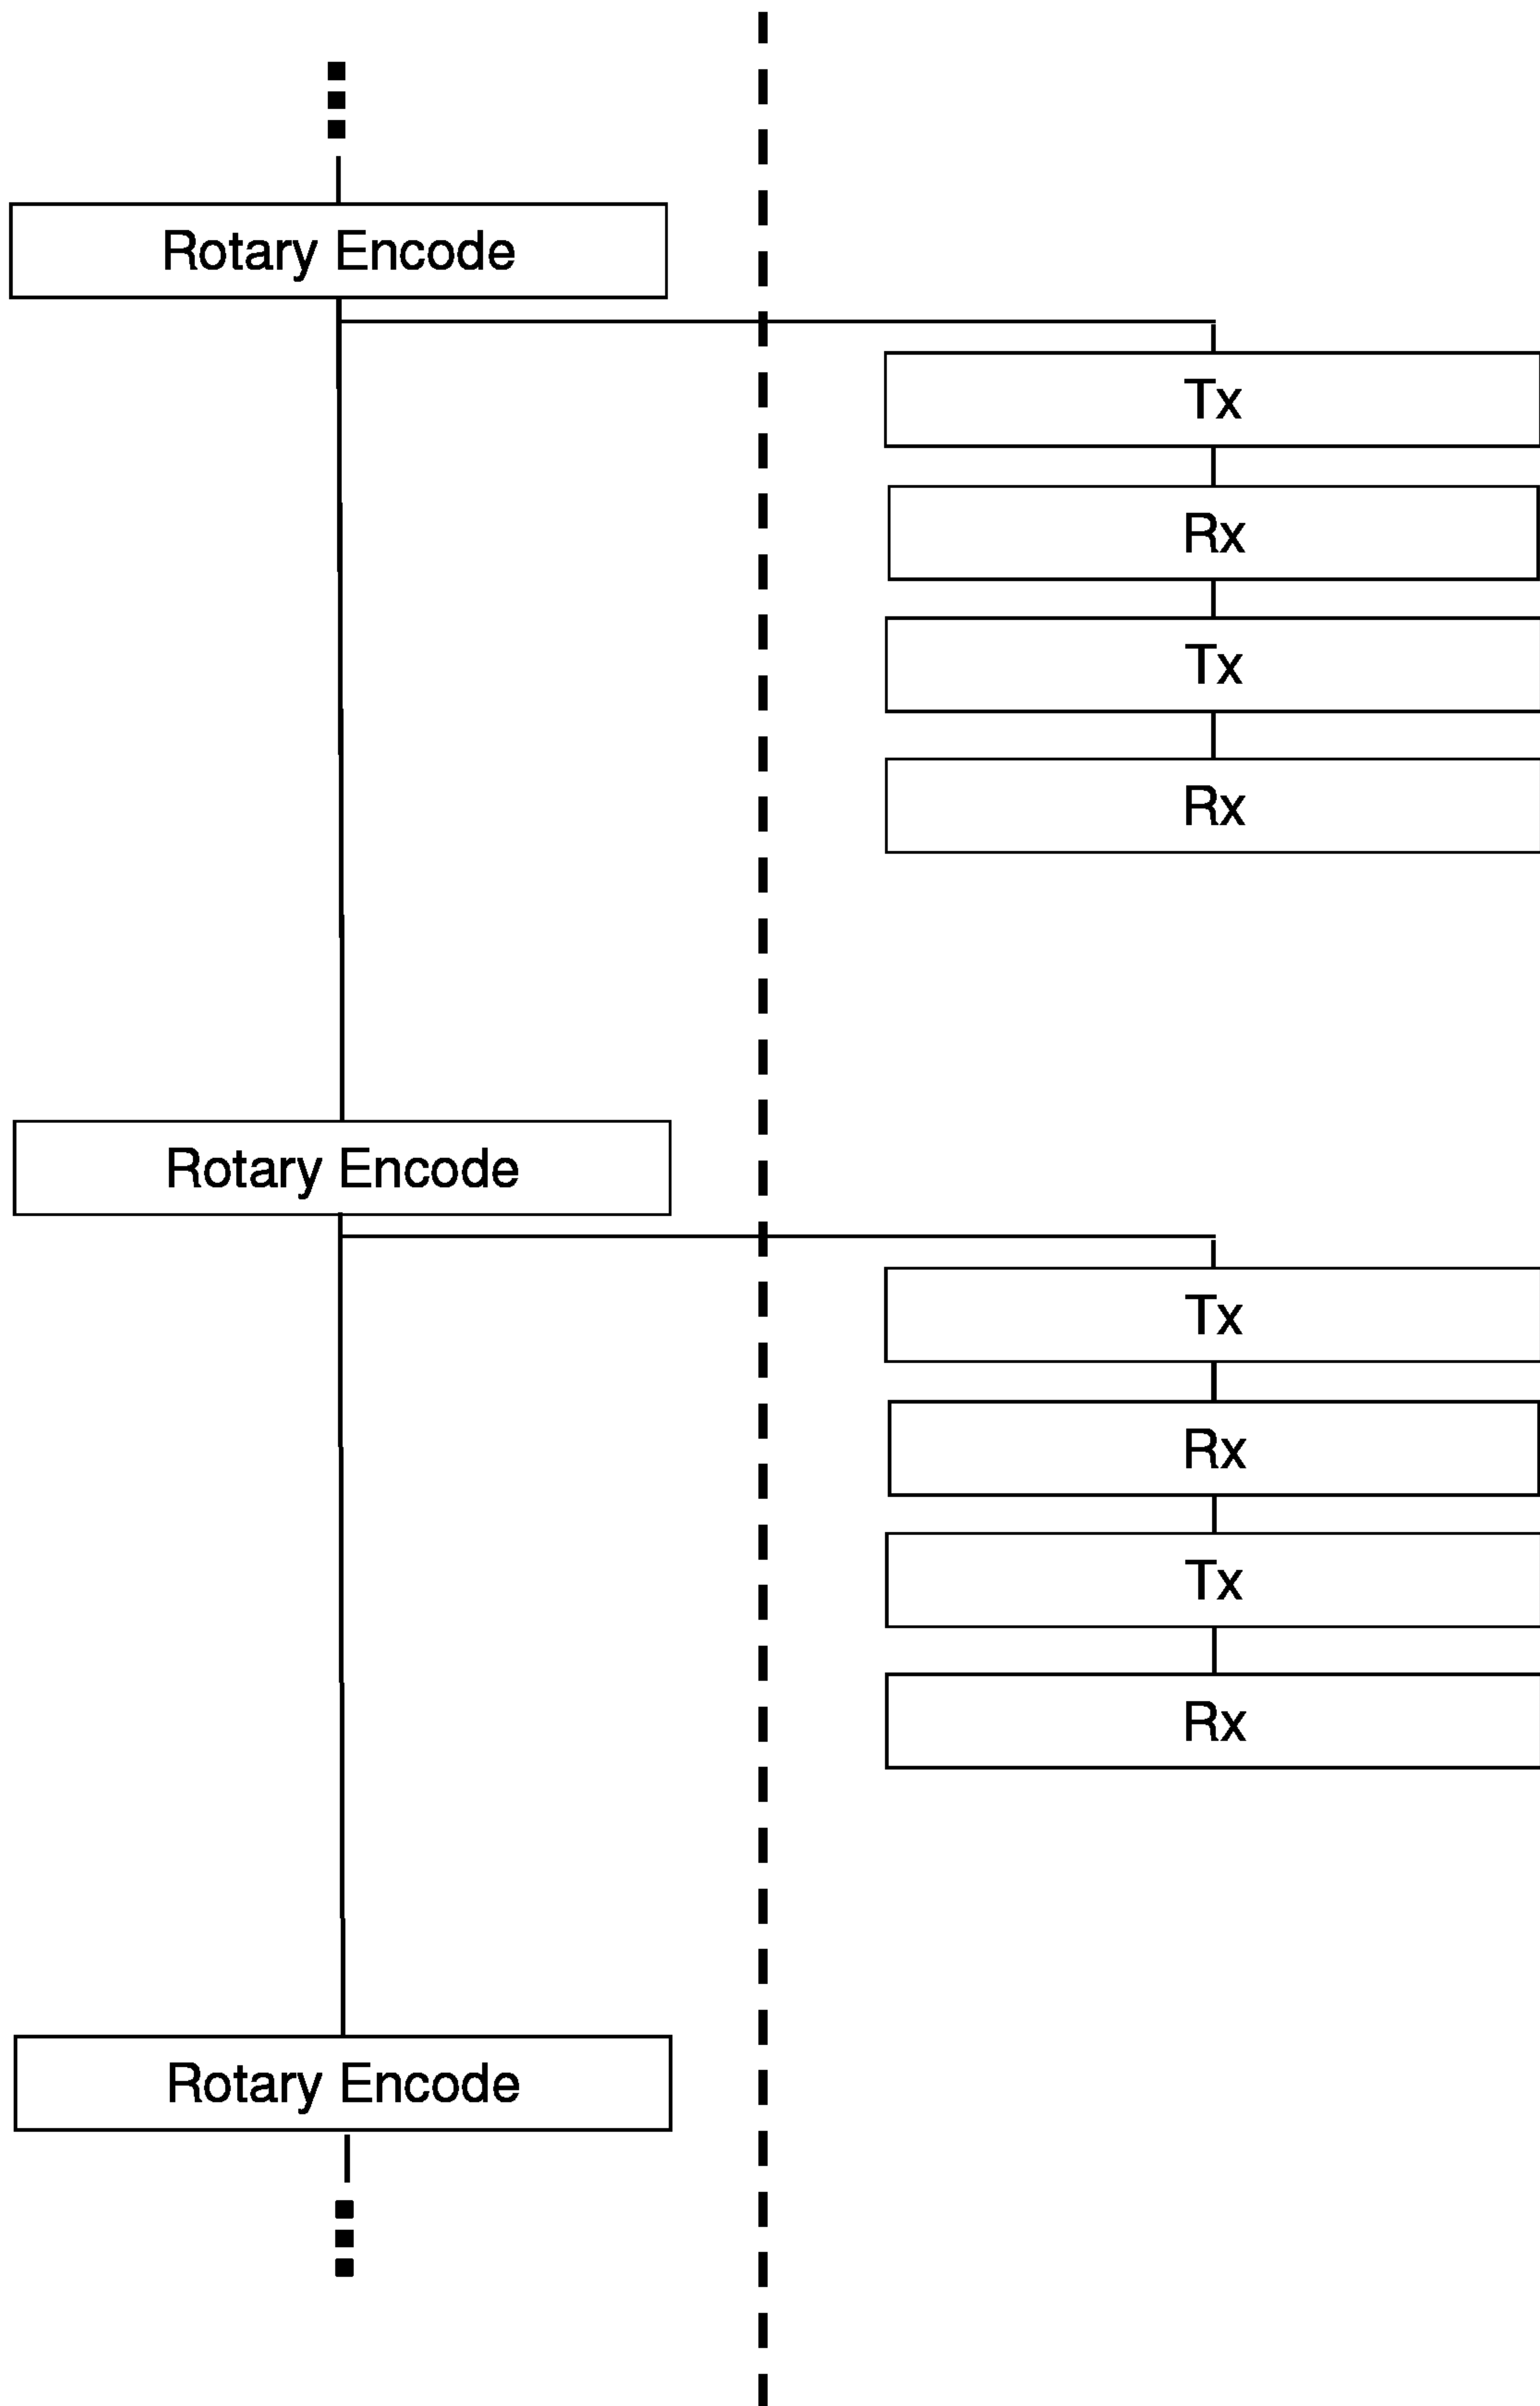 Rotary Encode
Tx
Rx
Tx
Rx
Rotary Encode
Tx
Rx
Tx
Rx
Rotary Encode